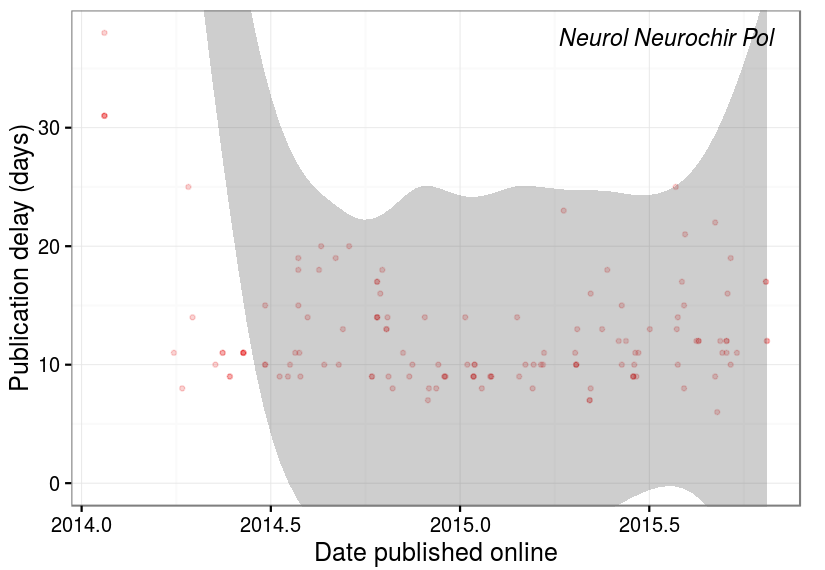 Neurol Neurochir Pol
Publication delay (days)
30
20
10
0
2014.0 2014.5 2015.0 2015.5
Date published online